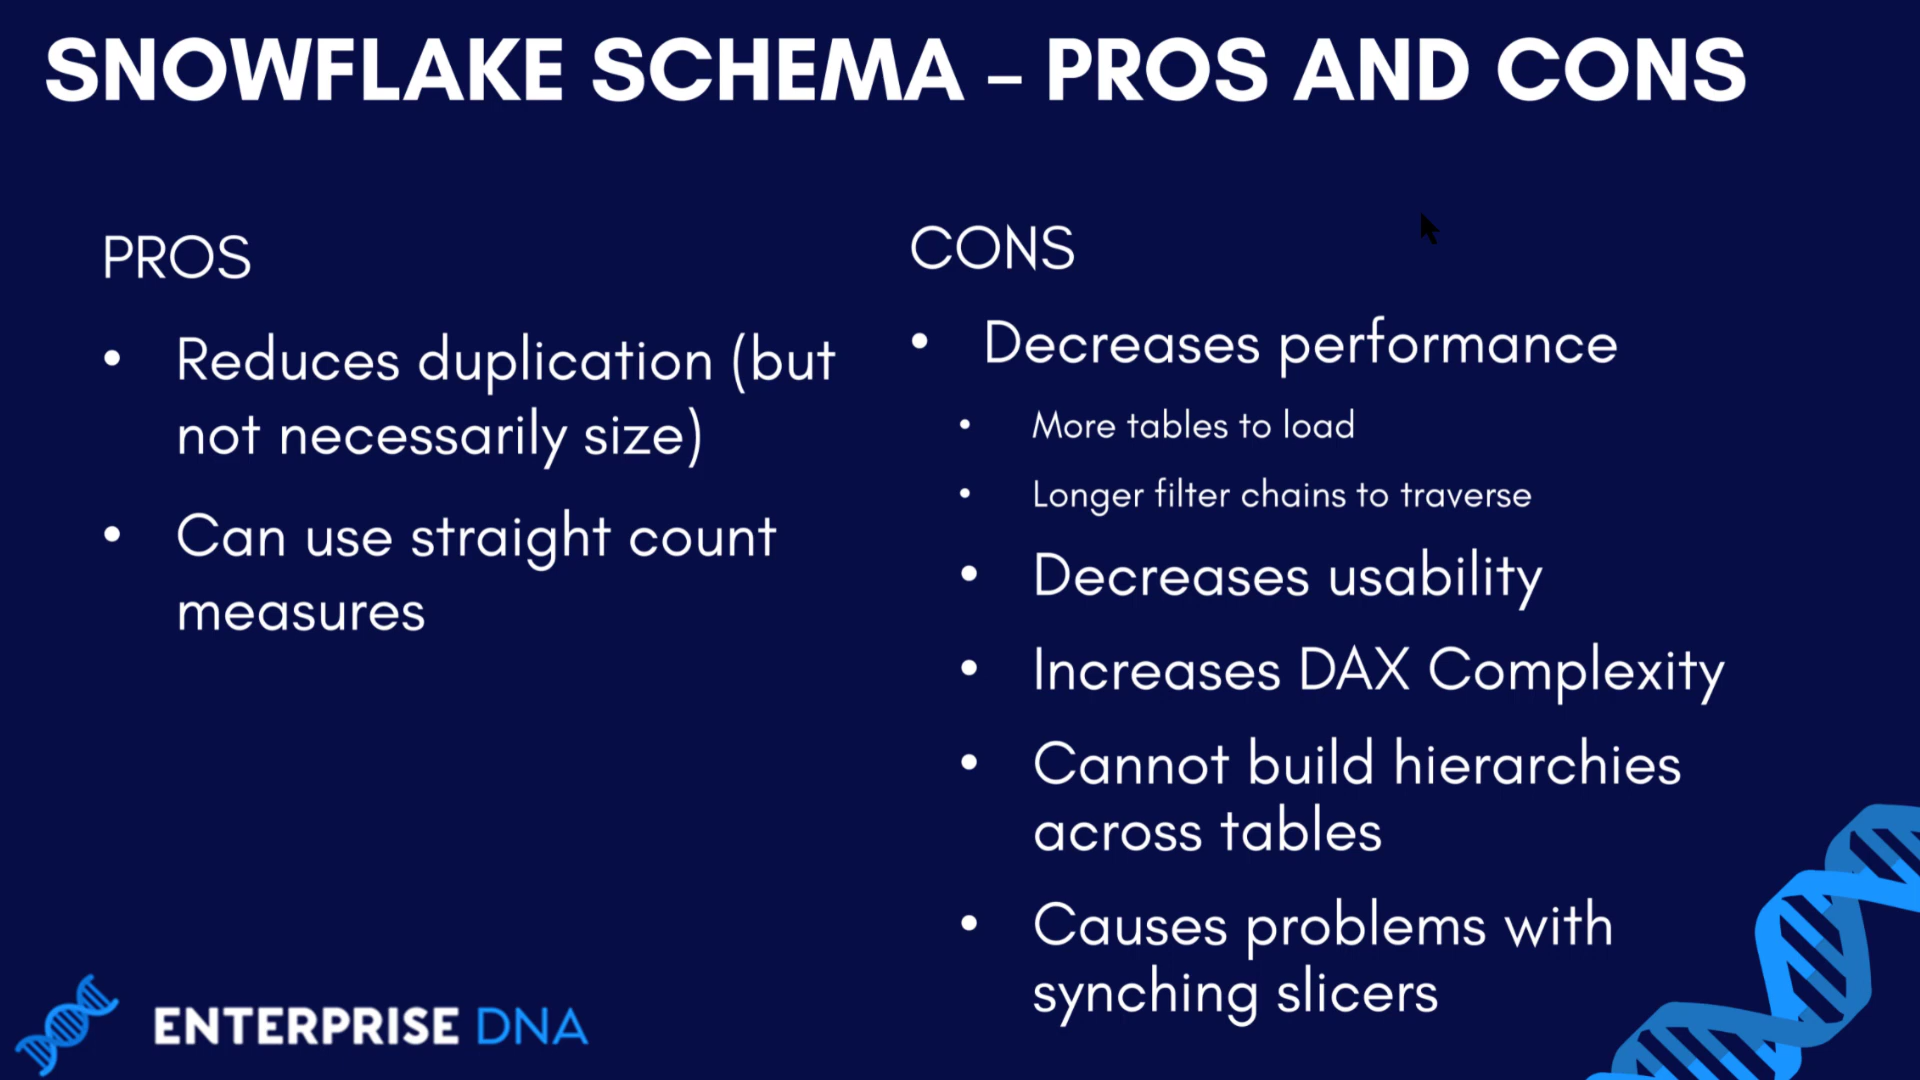 SNOWFLAKE SCHEMA – PROS AND CONS
PROS
• Reduces duplication (but
not necessarily size)
• Can use straight count
measures
CONS
• Decreases performance
• More tables to load
• Longer filter chains to traverse
• Decreases usability
• Increases DAX Complexity
• Cannot build hierarchies
across tables
• Causes problems with
synching slicers
ENTERPRISE DNA